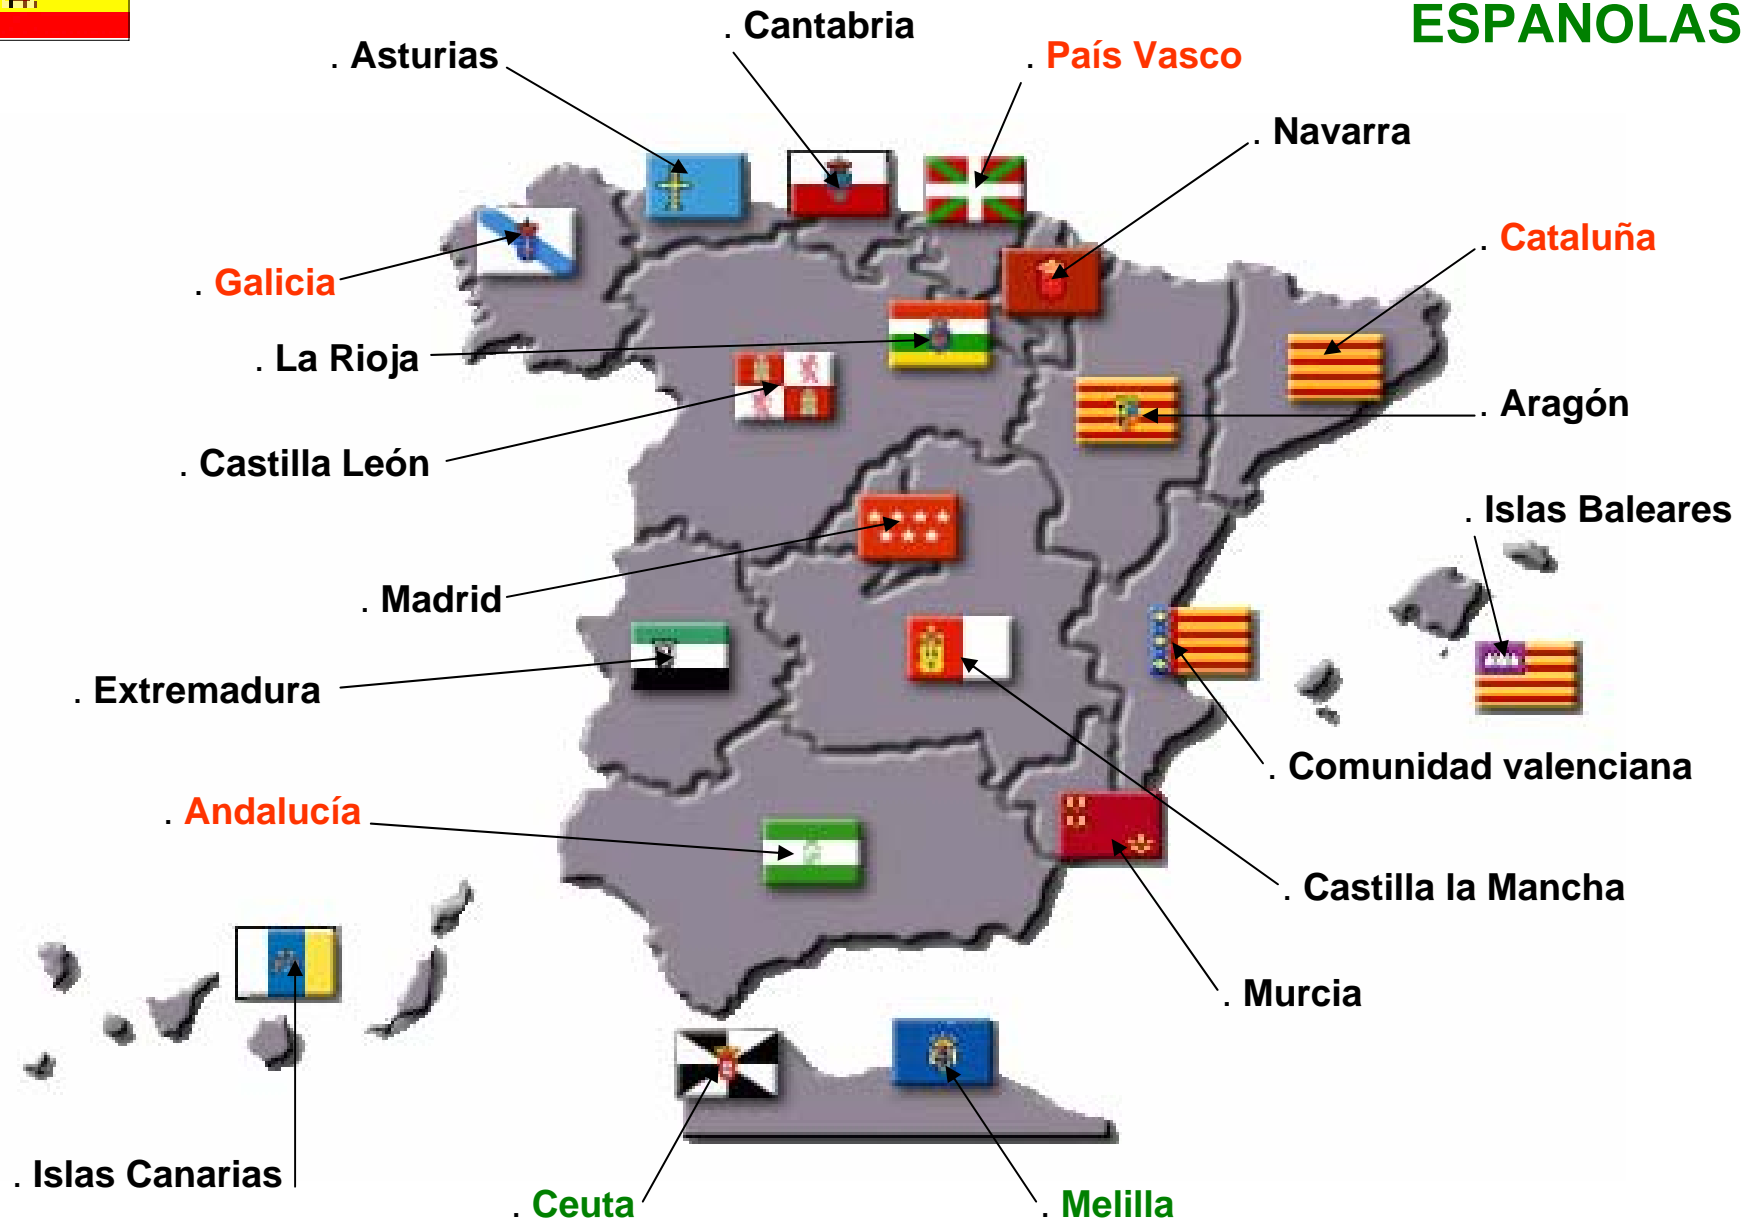 ESPAÑOLAS
. Cantabria
. Asturias
. País Vasco
. Navarra
. Cataluña
. Galicia
. La Rioja
. Aragón
. Castilla León
. Islas Baleares
. Madrid
. Extremadura
. Comunidad valenciana
. Andalucía
. Castilla la Mancha
. Murcia
. Islas Canarias
. Ceuta
. Melilla